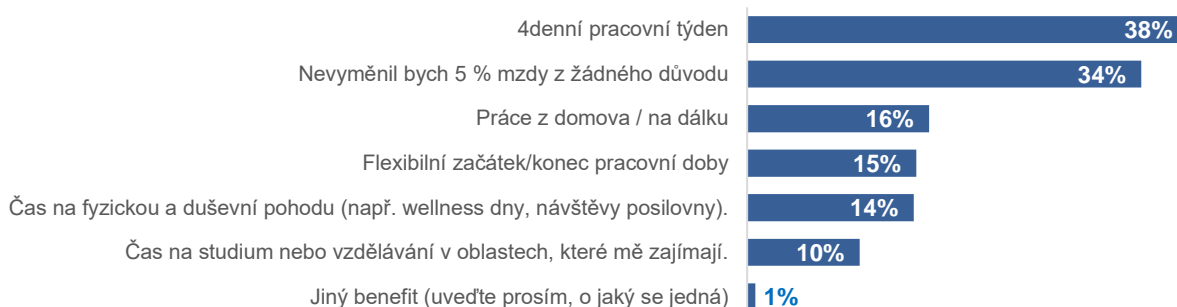 4denní pracovní týden 38%
Nevyměnil bych 5 % mzdy z žádného důvodu 34%
Práce z domova / na dálku 16%
Flexibilní začátek/konec pracovní doby 15%
Čas na fyzickou a duševní pohodu (např. wellness dny, návštěvy posilovny). 14%
Čas na studium nebo vzdělávání v oblastech, které mě zajímají. 10%
Jiný benefit (uveďte prosím, o jaký se jedná) 1%